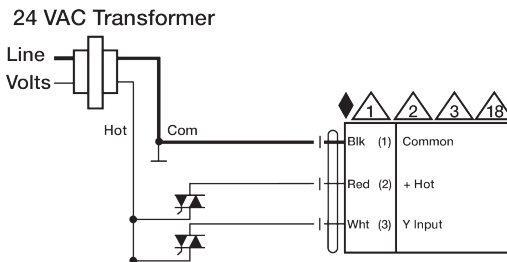 24 VAC Transformer
Line
Volts
Hot
Com
1
2
3
18
Blk (1) Common
Red (2) + Hot
Wht (3) Y Input